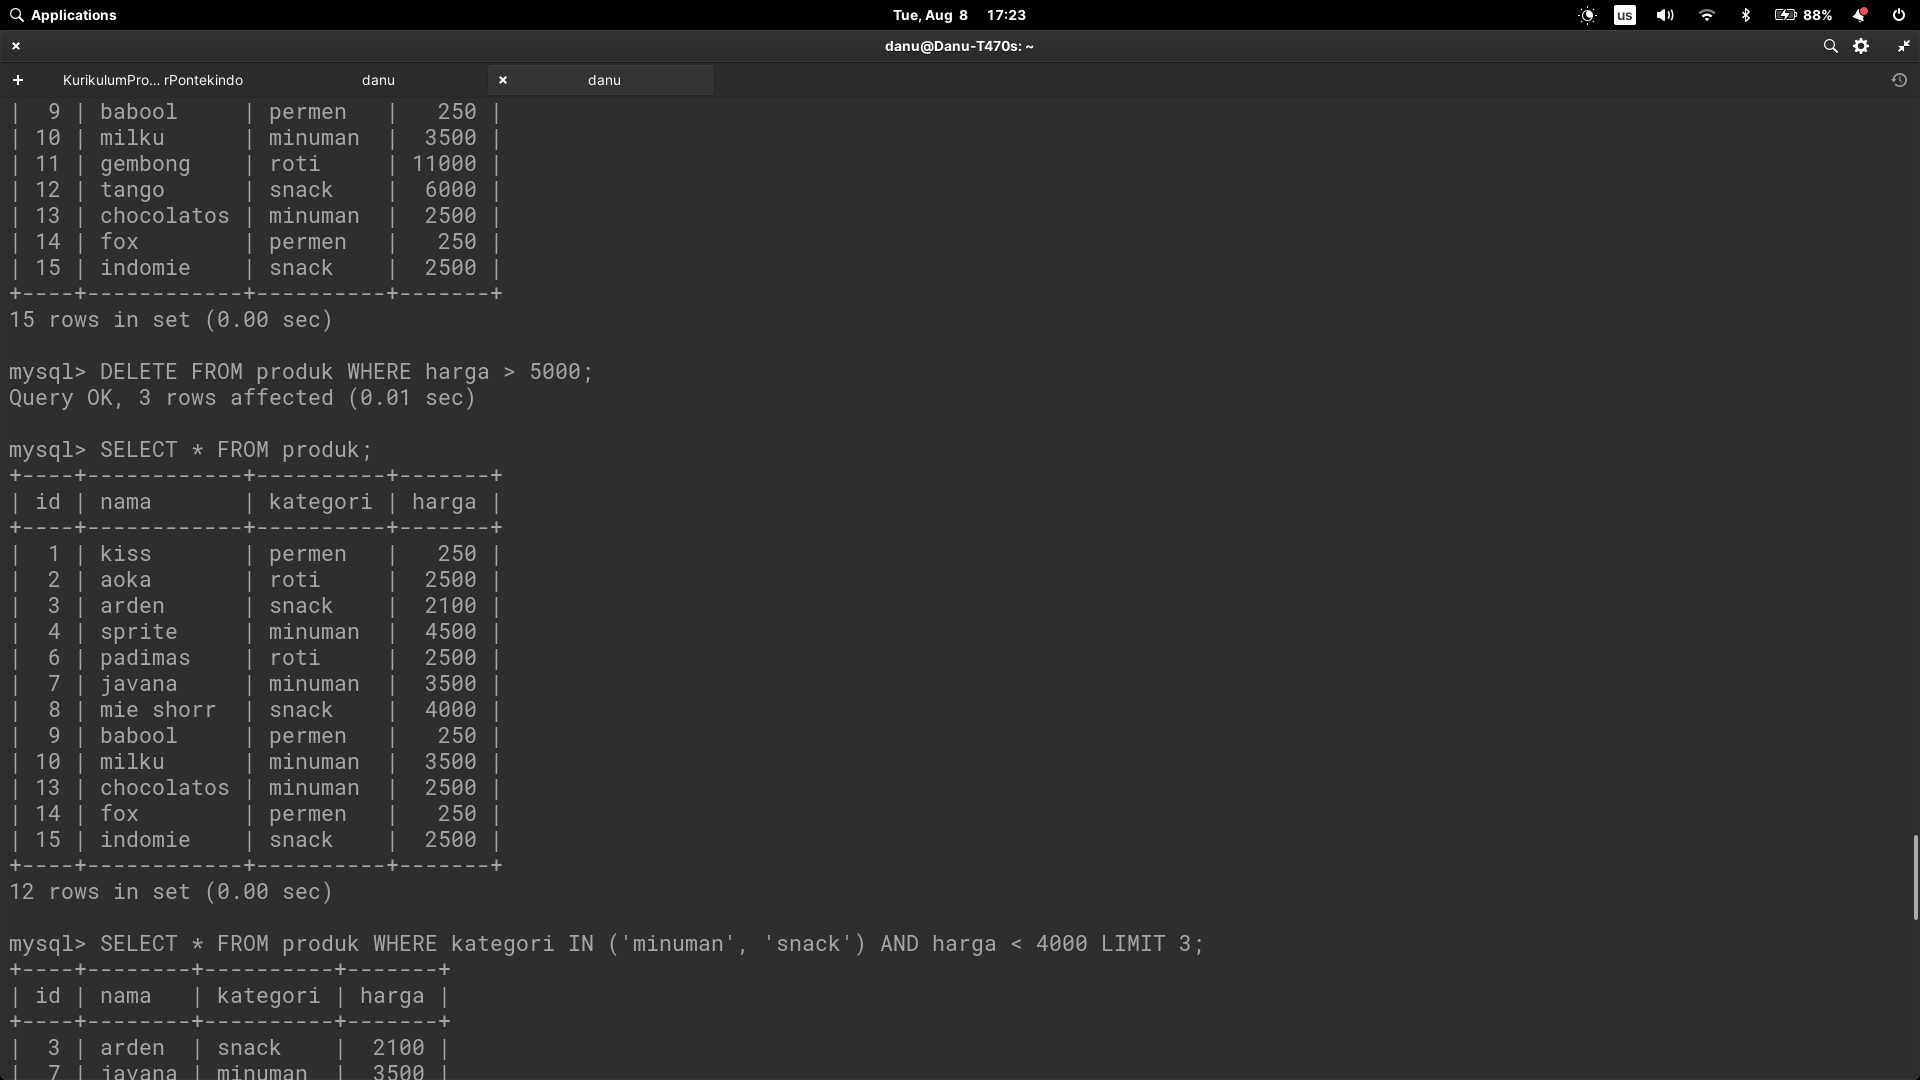 Applications Tue, Aug 8 17:23 us 88%
danu@Danu-T470s: ~
+ KurikulumPro... rPontekindo danu × danu
|  9 | babool     | permen   |   250 |
| 10 | milku      | minuman  |  3500 |
| 11 | gembong    | roti     | 11000 |
| 12 | tango      | snack    |  6000 |
| 13 | chocolatos | minuman  |  2500 |
| 14 | fox        | permen   |   250 |
| 15 | indomie    | snack    |  2500 |
+----+------------+----------+-------+
15 rows in set (0.00 sec)
mysql> DELETE FROM produk WHERE harga > 5000;
Query OK, 3 rows affected (0.01 sec)
mysql> SELECT * FROM produk;
+----+------------+----------+-------+
| id | nama       | kategori | harga |
+----+------------+----------+-------+
|  1 | kiss       | permen   |   250 |
|  2 | aoka       | roti     |  2500 |
|  3 | arden      | snack    |  2100 |
|  4 | sprite     | minuman  |  4500 |
|  6 | padimas    | roti     |  2500 |
|  7 | javana     | minuman  |  3500 |
|  8 | mie shorr  | snack    |  4000 |
|  9 | babool     | permen   |   250 |
| 10 | milku      | minuman  |  3500 |
| 13 | chocolatos | minuman  |  2500 |
| 14 | fox        | permen   |   250 |
| 15 | indomie    | snack    |  2500 |
+----+------------+----------+-------+
12 rows in set (0.00 sec)
mysql> SELECT * FROM produk WHERE kategori IN ('minuman', 'snack') AND harga < 4000 LIMIT 3;
+----+--------+----------+-------+
| id | nama   | kategori | harga |
+----+--------+----------+-------+
|  3 | arden  | snack    |  2100 |
|  7 | javana | minuman  |  3500 |